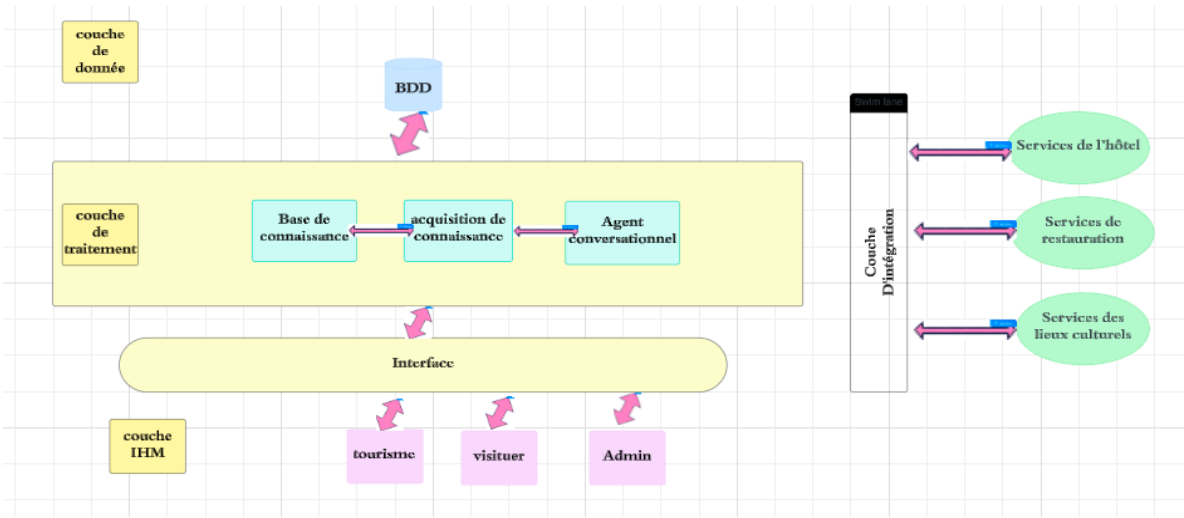 couche
de
donnée
BDD
Swim lane
Services de l'hôtel
couche
de
traitement
Base de
connaissance
acquisition de
connaissance
Agent
conversationnel
Services de
restauration
Couche
D'intégration
Services des
lieux culturels
Interface
couche
IHM
tourisme
visituer
Admin